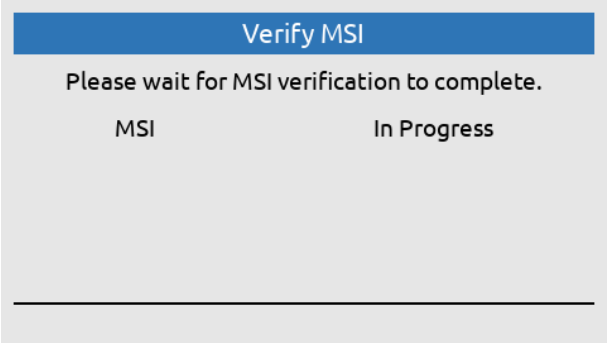 Verify MSI
Please wait for MSI verification to complete.
MSI In Progress